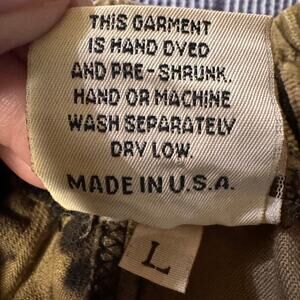 THIS GARMENT
IS HAND DYED
AND PRE-SHRUNK.
HAND OR MACHINE
WASH SEPARATELY
DRY LOW.
MADE IN U.S.A.
L